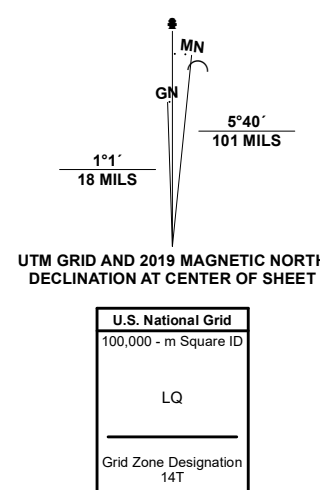 MN
GN
5°40´
101 MILS
1°1´
18 MILS
UTM GRID AND 2019 MAGNETIC NORTH
DECLINATION AT CENTER OF SHEET
U.S. National Grid
100,000 - m Square ID
LQ
Grid Zone Designation
14T